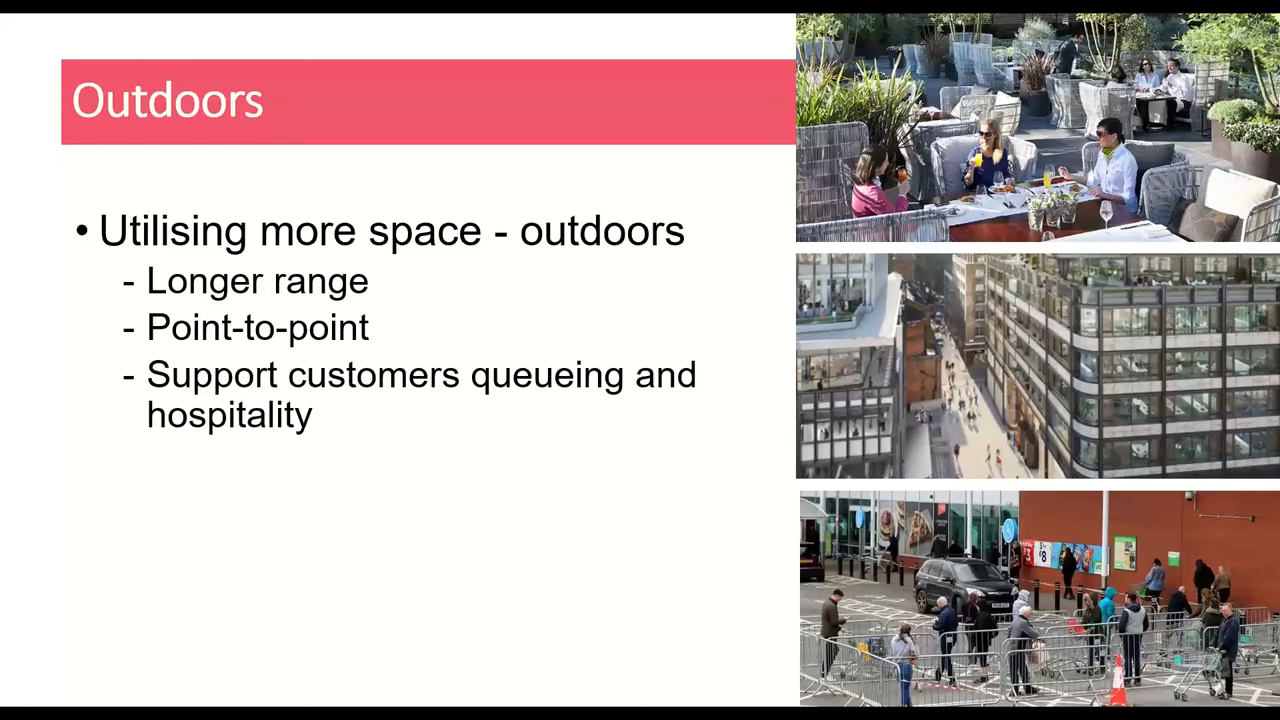 Outdoors
• Utilising more space - outdoors
- Longer range
- Point-to-point
- Support customers queueing and
hospitality